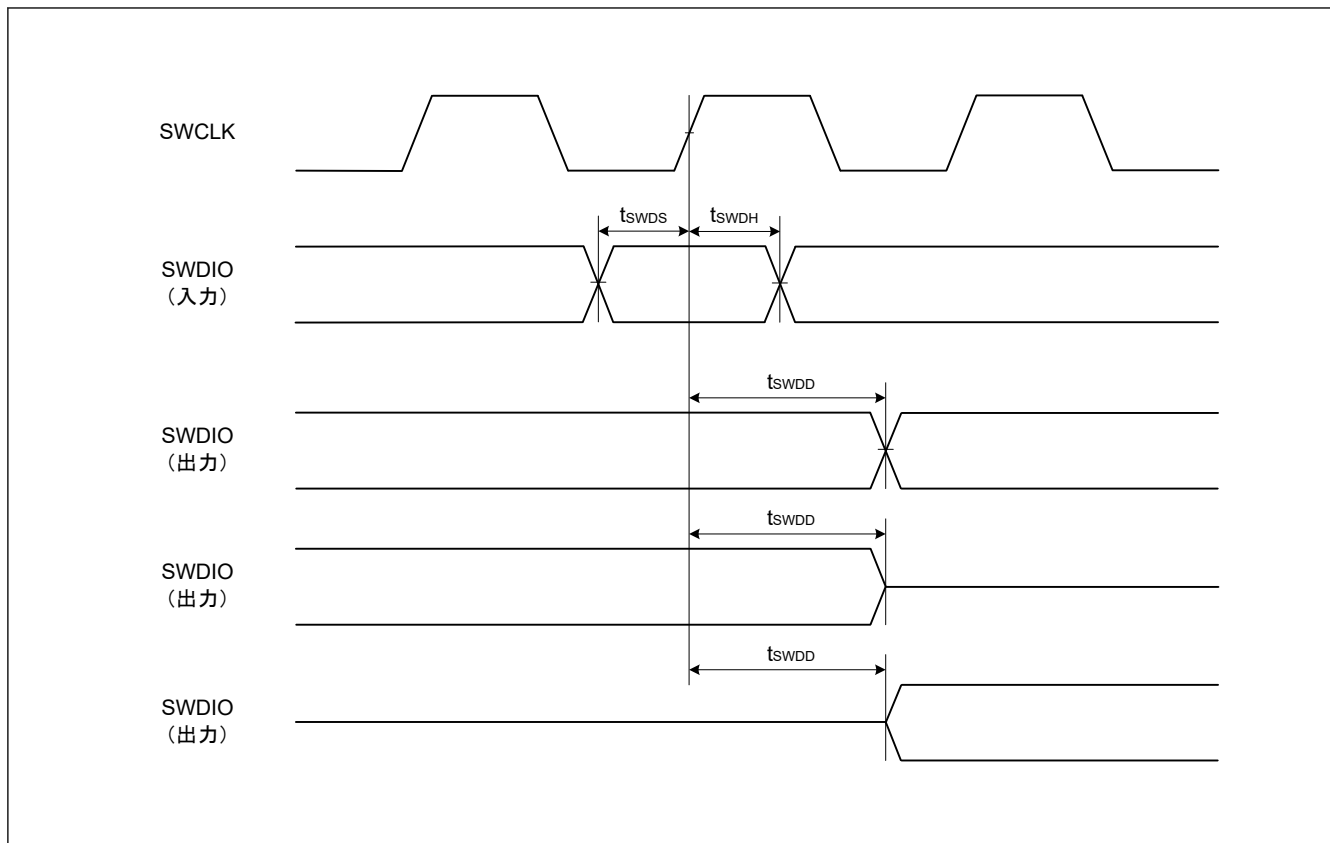 SWCLK
tSWDS
tSWDH
SWDIO
（入力）
tSWDD
SWDIO
（出力）
tSWDD
SWDIO
（出力）
tSWDD
SWDIO
（出力）